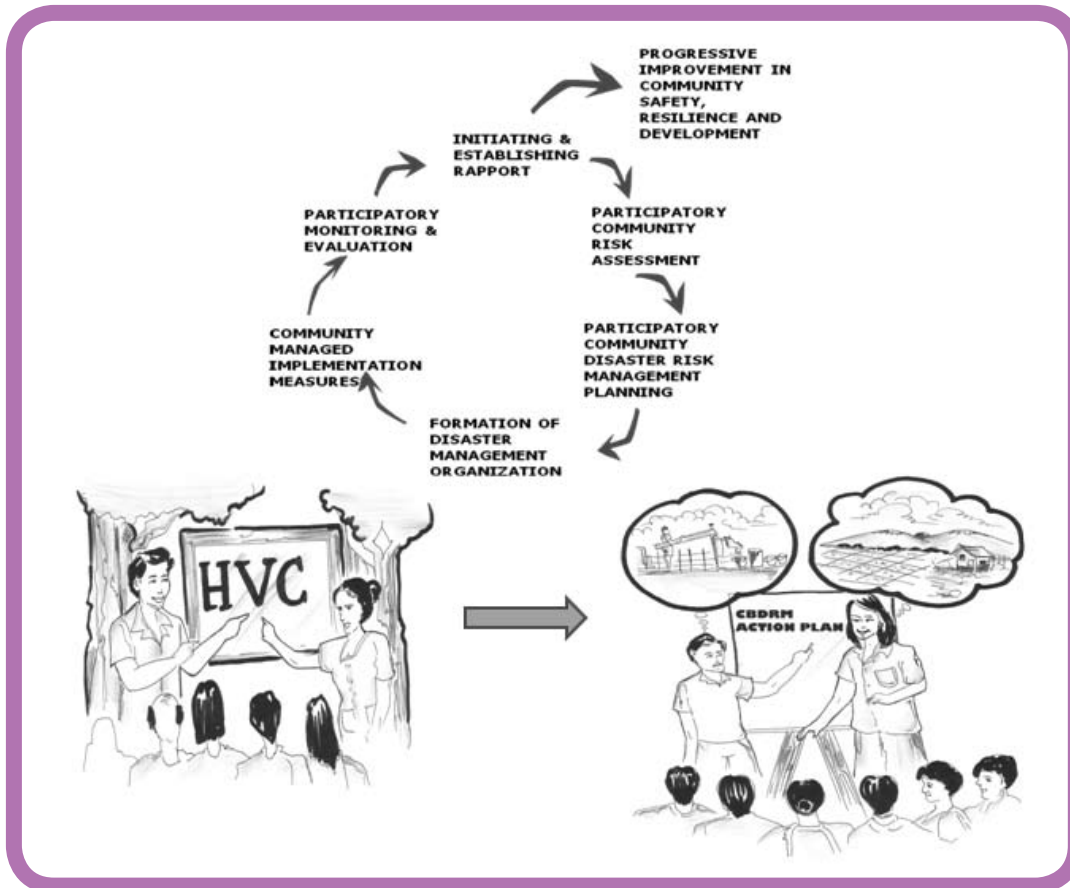 PROGRESSIVE
IMPROVEMENT IN
COMMUNITY
SAFETY,
RESILIENCE AND
DEVELOPMENT
INITIATING &
ESTABLISHING
RAPPORT
PARTICIPATORY
COMMUNITY
RISK
ASSESSMENT
PARTICIPATORY
COMMUNITY
DISASTER RISK
MANAGEMENT
PLANNING
FORMATION OF
DISASTER
MANAGEMENT
ORGANIZATION
COMMUNITY
MANAGED
IMPLEMENTATION
MEASURES
PARTICIPATORY
MONITORING &
EVALUATION
HVC
CBDRM
ACTION PLAN